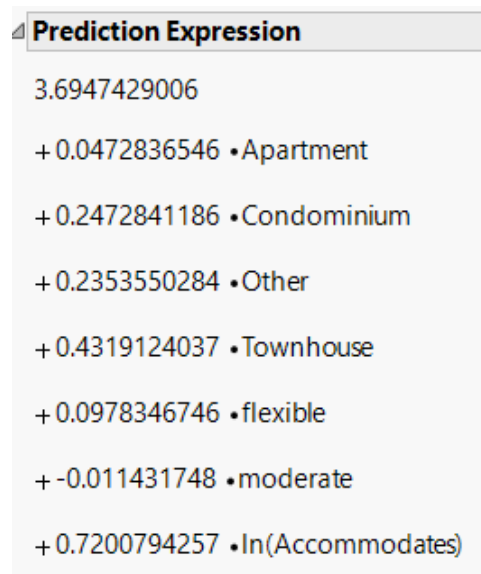 Prediction Expression
3.6947429006
+ 0.0472836546 •Apartment
+ 0.2472841186 •Condominium
+ 0.2353550284 •Other
+ 0.4319124037 •Townhouse
+ 0.0978346746 •flexible
+ -0.011431748 •moderate
+ 0.7200794257 •ln(Accommodates)